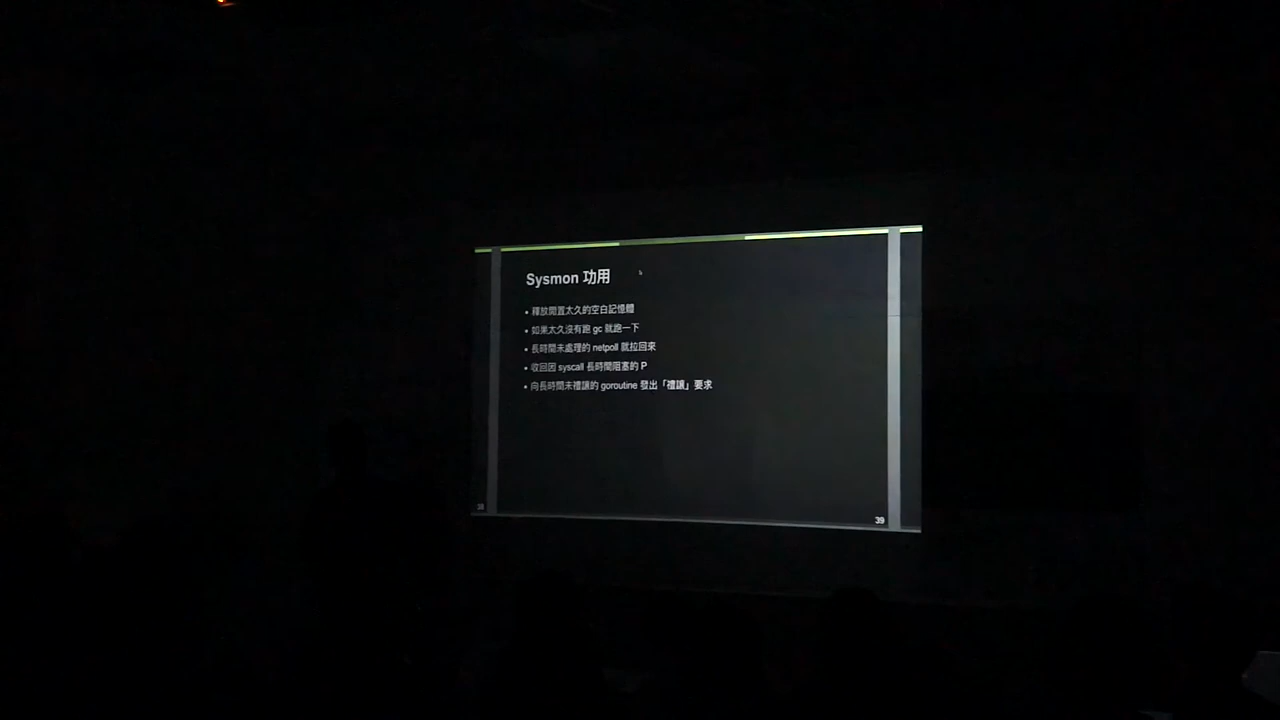 Sysmon 功用
• 釋放閒置太久的空白記憶體
• 如果太久沒有跑 gc 就跑一下
• 長時間未處理的 netpoll 就拉回來
• 收回因 syscall 長時間阻塞的 P
• 向長時間未禮讓的 goroutine 發出「禮讓」要求
38
39